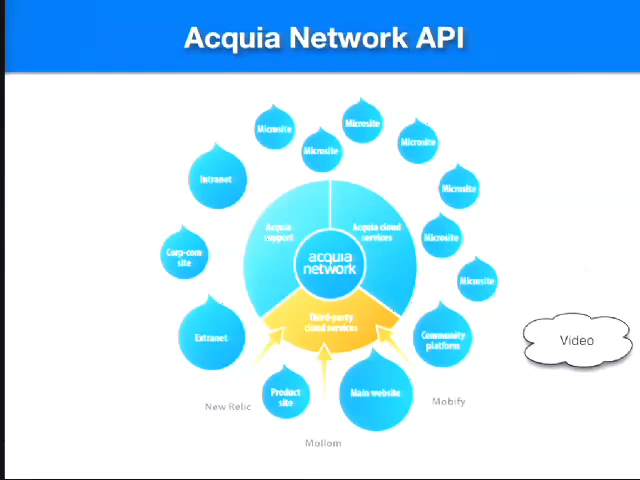 Acquia Network API
Microsite
Microsite
Microsite
Microsite
Intranet
Microsite
Acquia
support
Acquia cloud
services
Microsite
Corp-com
site
acquia
network
Microsite
Third-party
cloud services
Extranet
Community
platform
Video
Product
site
Main website
New Relic
Mobify
Mollom